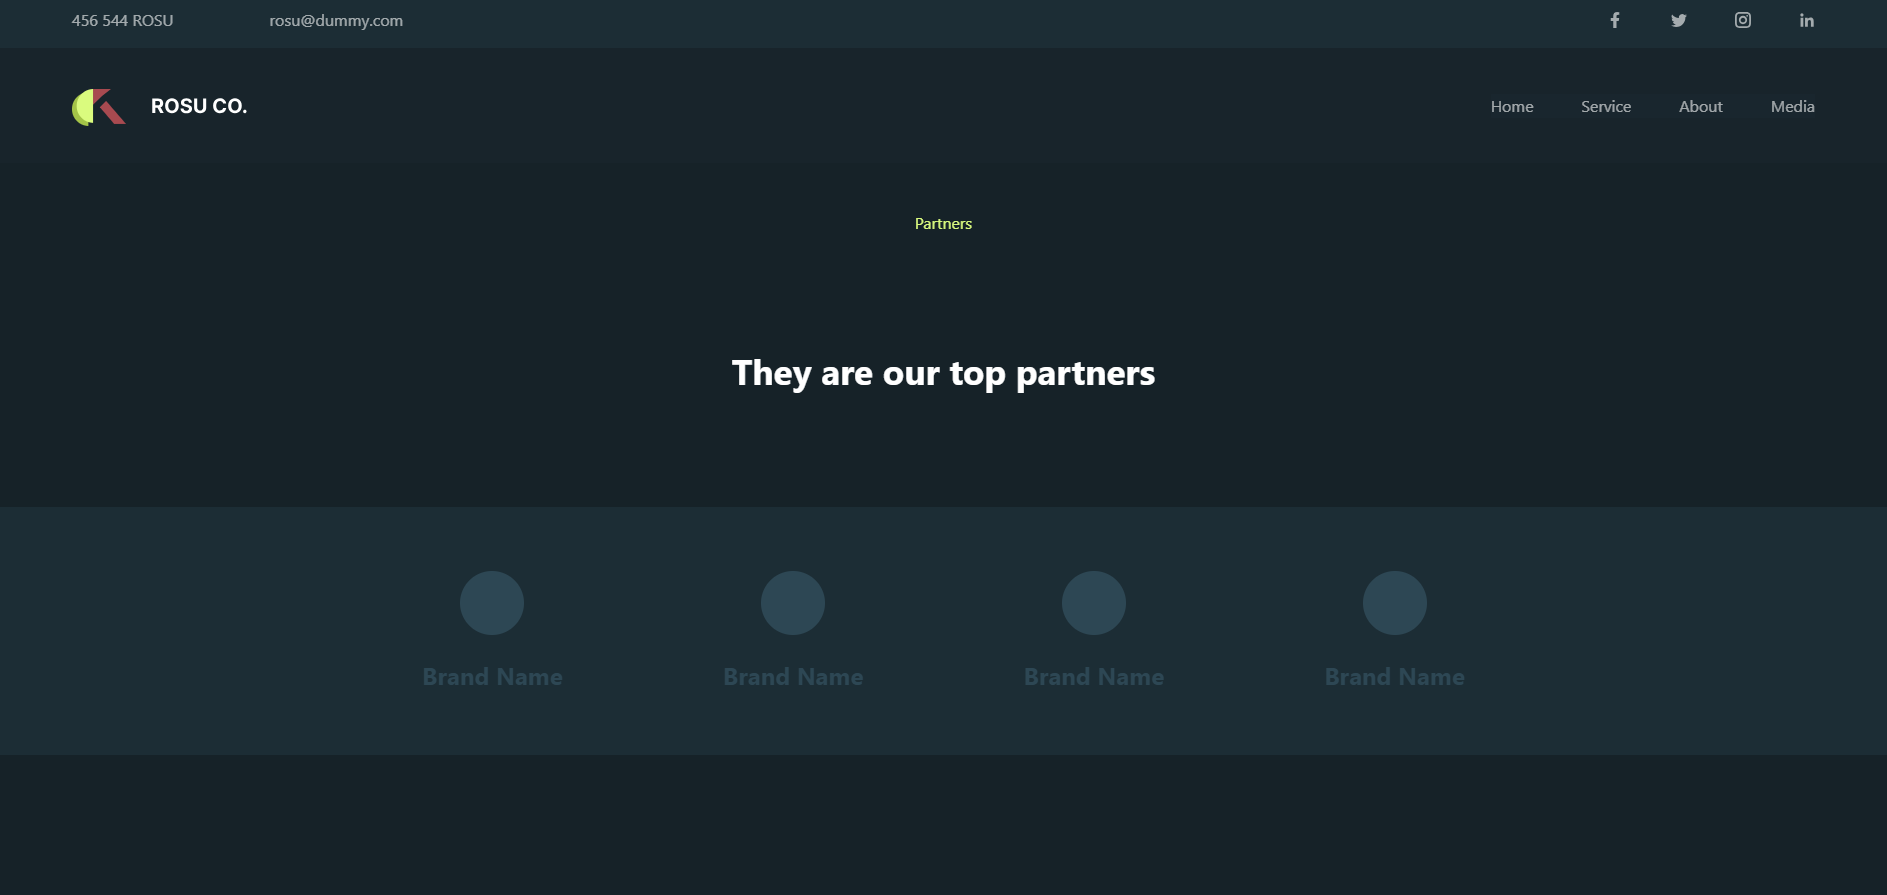 456 544 ROSU rosu@dummy.com
ROSU CO. Home Service About Media
Partners
They are our top partners
Brand Name Brand Name Brand Name Brand Name